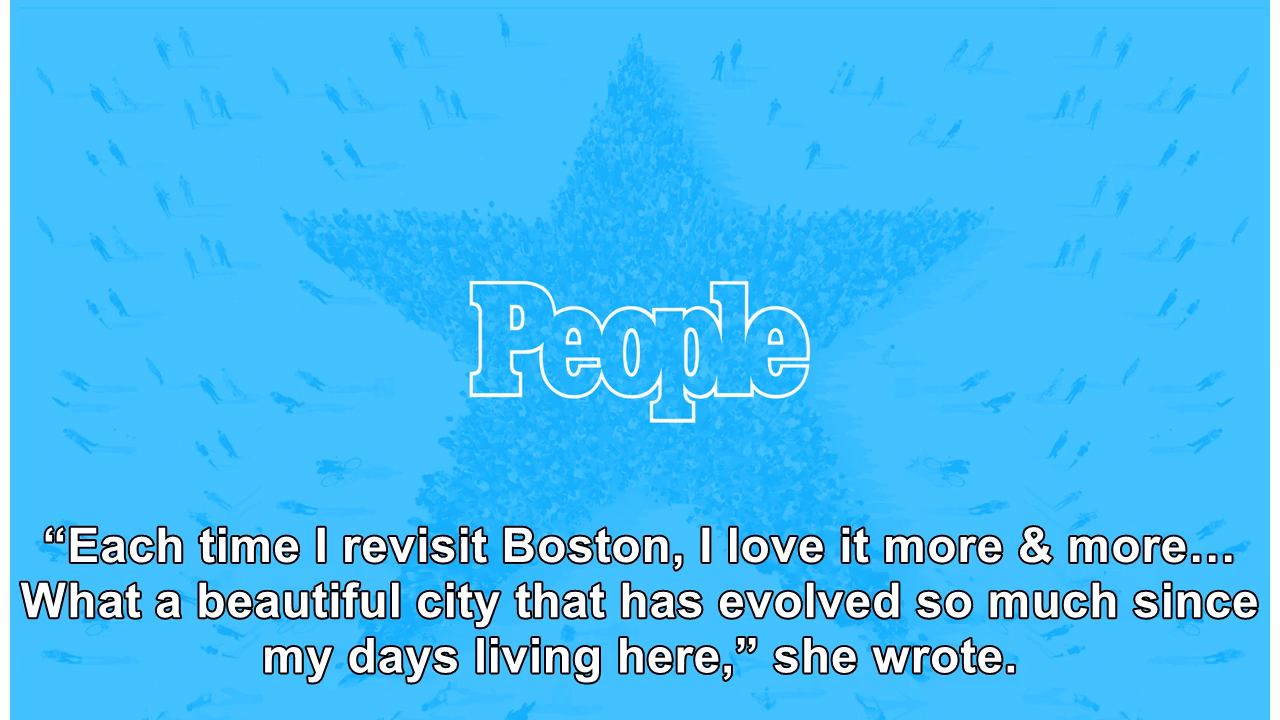 People
“Each time I revisit Boston, I love it more & more…
What a beautiful city that has evolved so much since
my days living here,” she wrote.